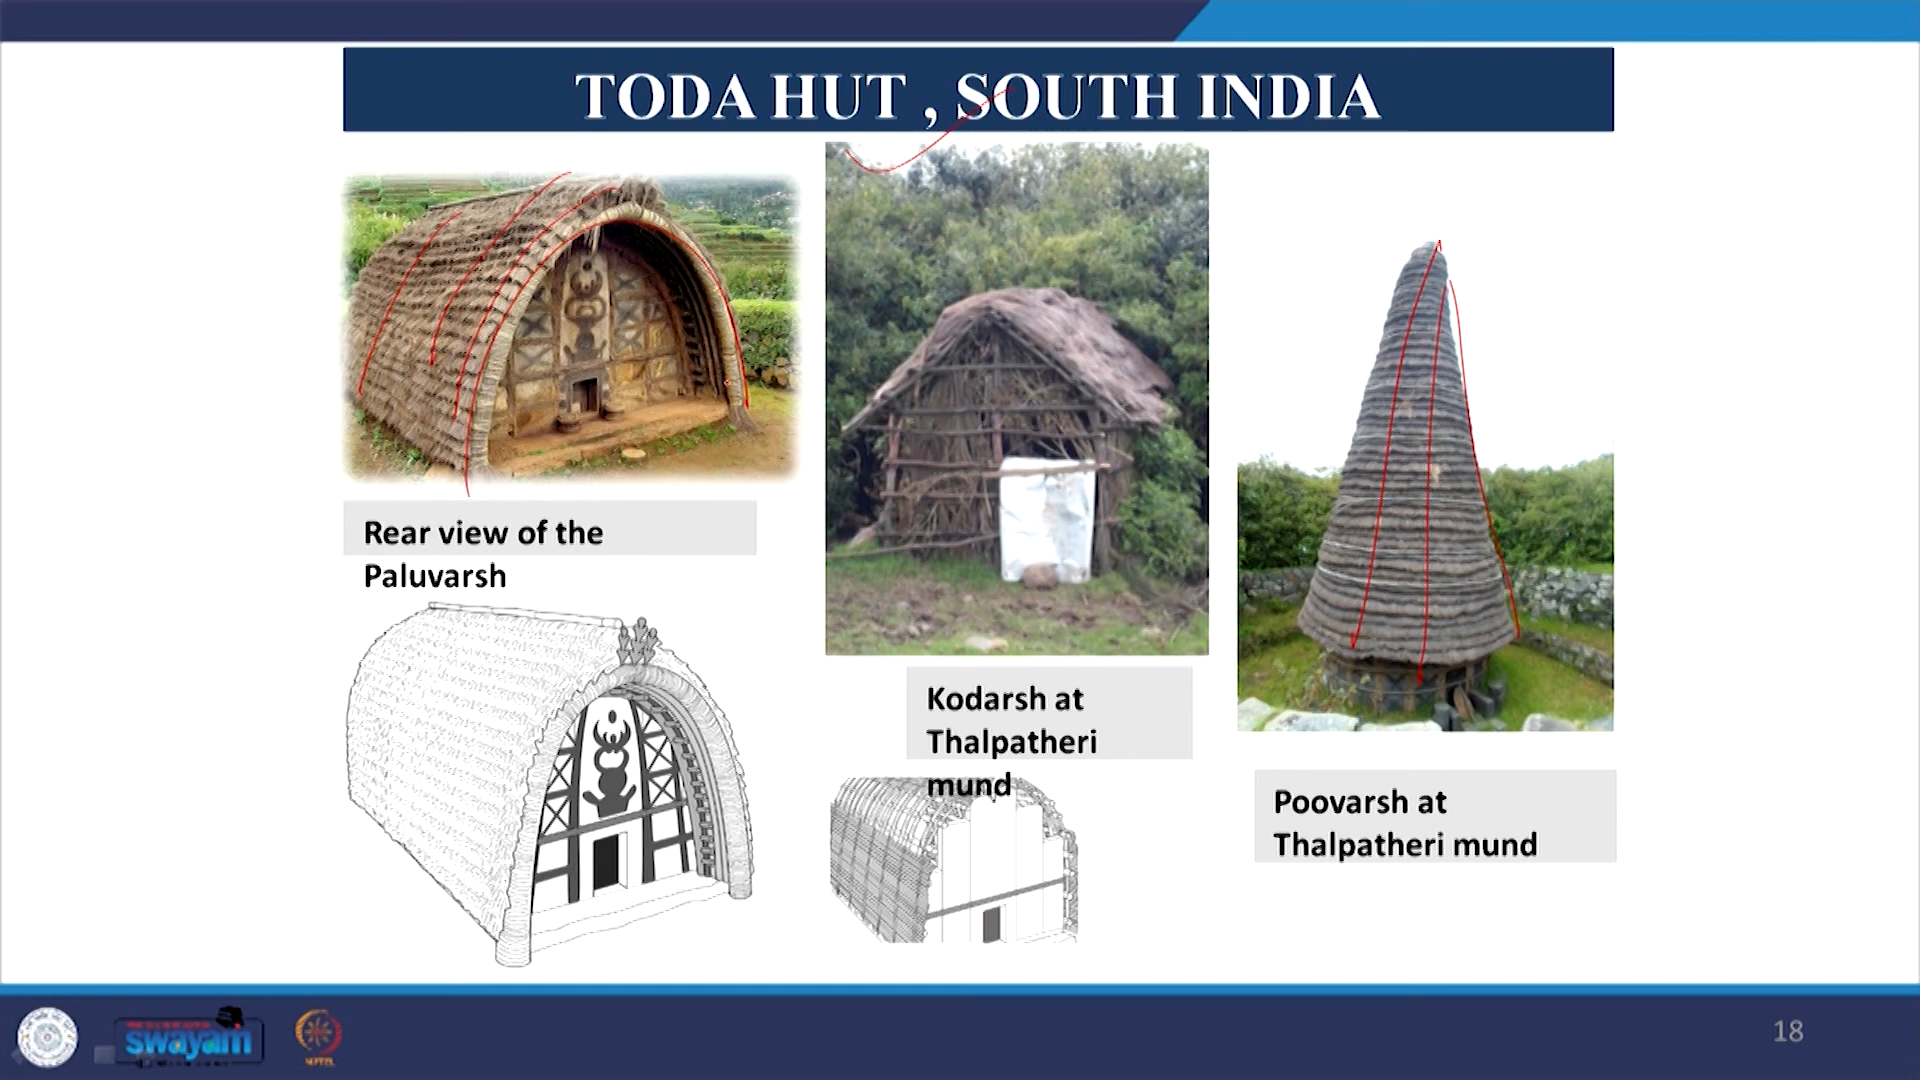 TODA HUT , SOUTH INDIA
Rear view of the
Paluvarsh
Kodarsh at
Thalpatheri
mund
Poovarsh at
Thalpatheri mund
swayam
NPTEL
18